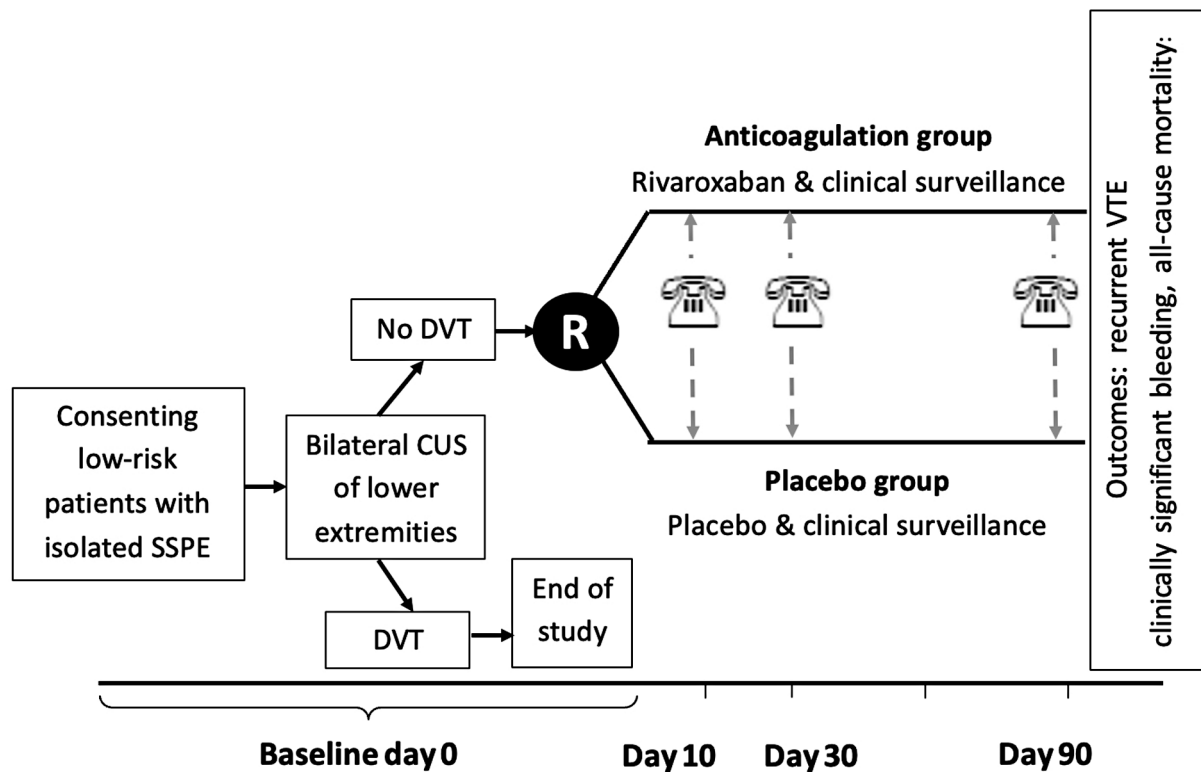 Anticoagulation group
Rivaroxaban & clinical surveillance
No DVT
R
Consenting
low-risk
patients with
isolated SSPE
Bilateral CUS
of lower
extremities
Placebo group
Placebo & clinical surveillance
DVT
End of
study
Outcomes: recurrent VTE
clinically significant bleeding, all-cause mortality:
Baseline day 0
Day 10
Day 30
Day 90